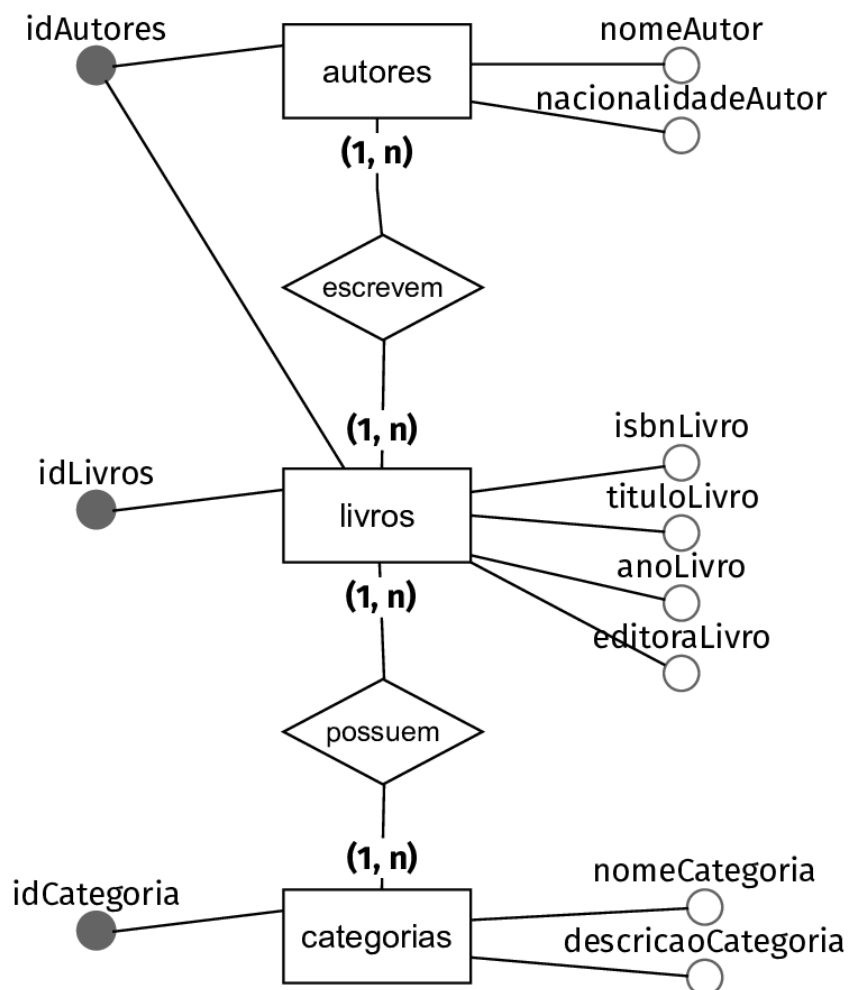 idAutores
nomeAutor
autores
nacionalidadeAutor
(1, n)
escrevem
(1, n)
isbnLivro
idLivros
tituloLivro
livros
anoLivro
(1, n)
editoraLivro
possuem
(1, n)
nomeCategoria
idCategoria
categorias
descricaoCategoria